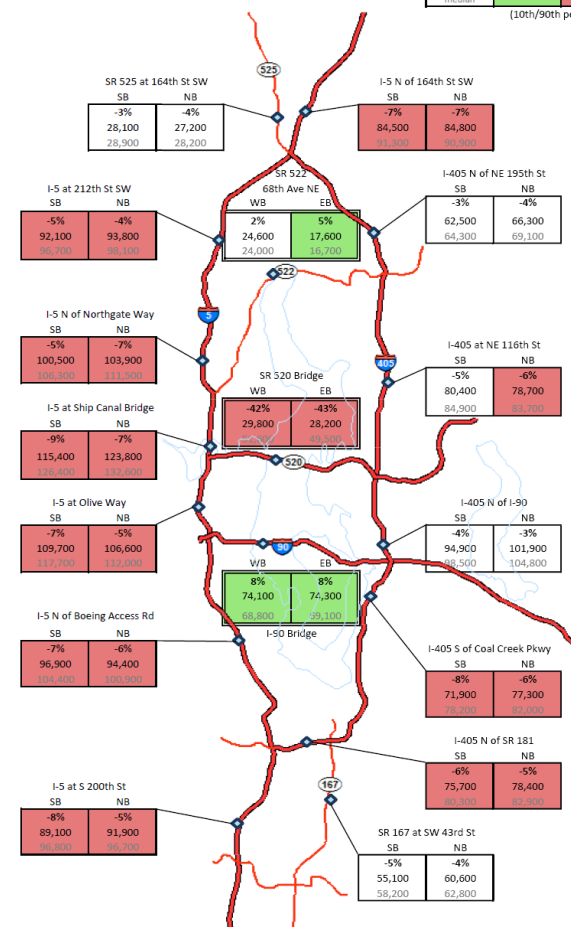 median
(10th/90th pe
525
SR 525 at 164th St SW
SB NB
-3% -4%
28,100 27,200
28,900 28,200
I-5 N of 164th St SW
SB NB
-7% -7%
84,500 84,800
91,300 90,900
SR 522
68th Ave NE
WB EB
2% 5%
24,600 17,600
24,000 16,700
I-405 N of NE 195th St
SB NB
-3% -4%
62,500 66,300
64,300 69,100
I-5 at 212th St SW
SB NB
-5% -4%
92,100 93,800
96,700 98,100
522
5
I-5 N of Northgate Way
SB NB
-5% -7%
100,500 103,900
106,300 111,500
405
I-405 at NE 116th St
SB NB
-5% -6%
80,400 78,700
84,900 83,700
SR 520 Bridge
WB EB
-42% -43%
29,800 28,200
49,500
I-5 at Ship Canal Bridge
SB NB
-9% -7%
115,400 123,800
126,400 132,600
520
I-5 at Olive Way
SB NB
-7% -5%
109,700 106,600
117,700 112,000
I-405 N of I-90
SB NB
-4% -3%
94,900 101,900
98,500 104,800
90
WB EB
8% 8%
74,100 74,300
68,800 69,100
I-90 Bridge
I-5 N of Boeing Access Rd
SB NB
-7% -6%
96,900 94,400
104,400 100,900
I-405 S of Coal Creek Pkwy
SB NB
-8% -6%
71,900 77,300
78,200 82,000
I-405 N of SR 181
SB NB
-6% -5%
75,700 78,400
80,300 82,900
167
I-5 at S 200th St
SB NB
-8% -5%
89,100 91,900
96,800 96,700
SR 167 at SW 43rd St
SB NB
-5% -4%
55,100 60,600
58,200 62,800